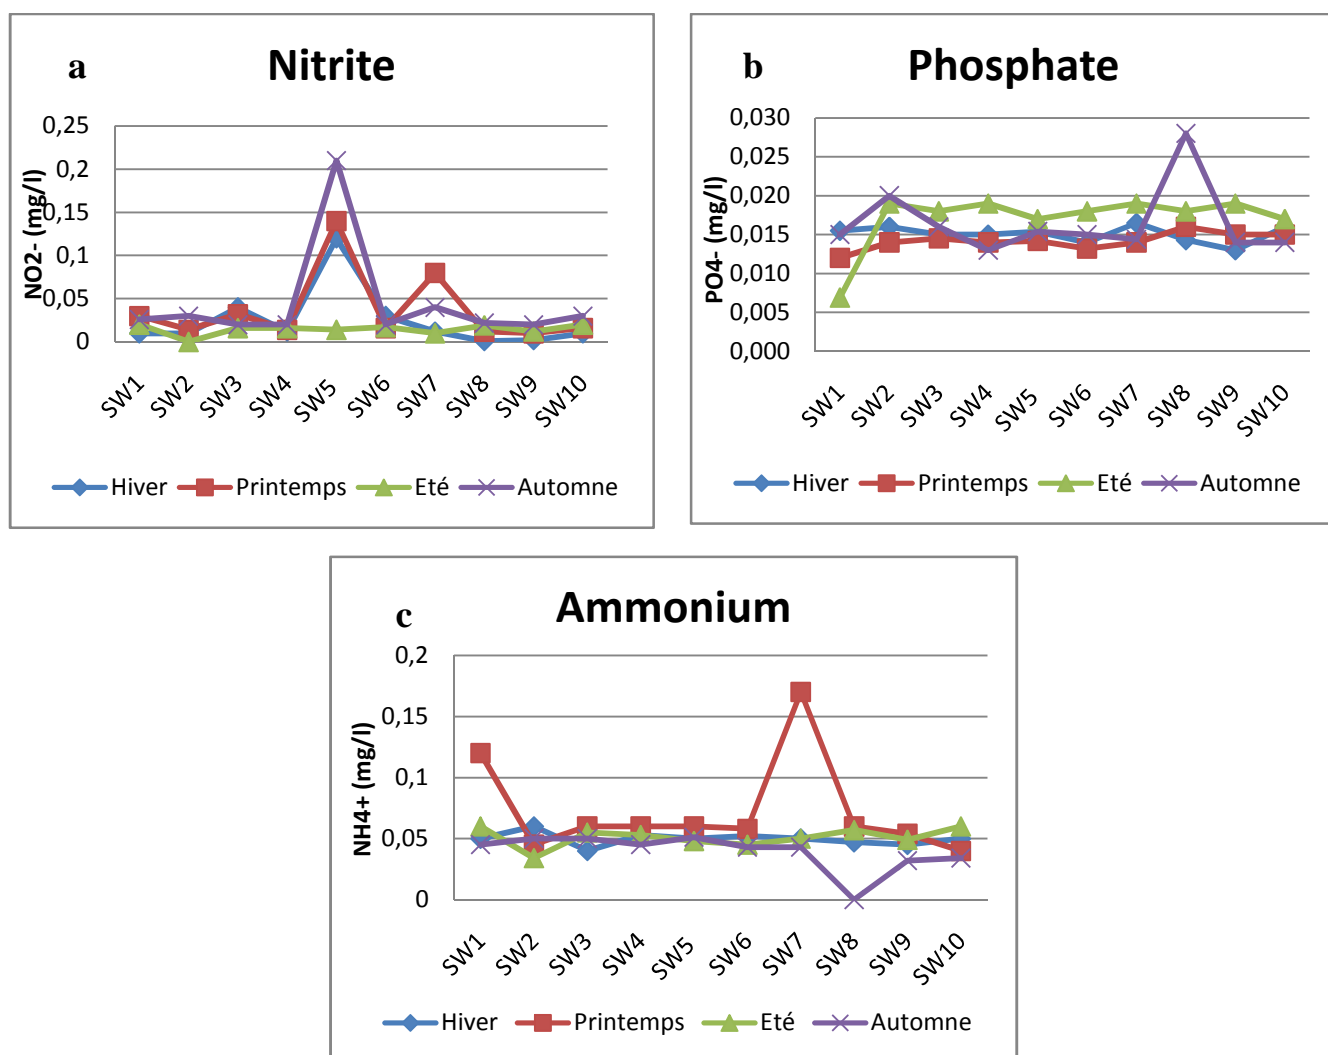 a
Nitrite
NO2- (mg/l)
0,25
0,2
0,15
0,1
0,05
0
SW1 SW2 SW3 SW4 SW5 SW6 SW7 SW8 SW9 SW10
Hiver Printemps Eté Automne
b
Phosphate
PO4- (mg/l)
0,030
0,025
0,020
0,015
0,010
0,005
0,000
SW1 SW2 SW3 SW4 SW5 SW6 SW7 SW8 SW9 SW10
Hiver Printemps Eté Automne
c
Ammonium
NH4+ (mg/l)
0,2
0,15
0,1
0,05
0
SW1 SW2 SW3 SW4 SW5 SW6 SW7 SW8 SW9 SW10
Hiver Printemps Eté Automne